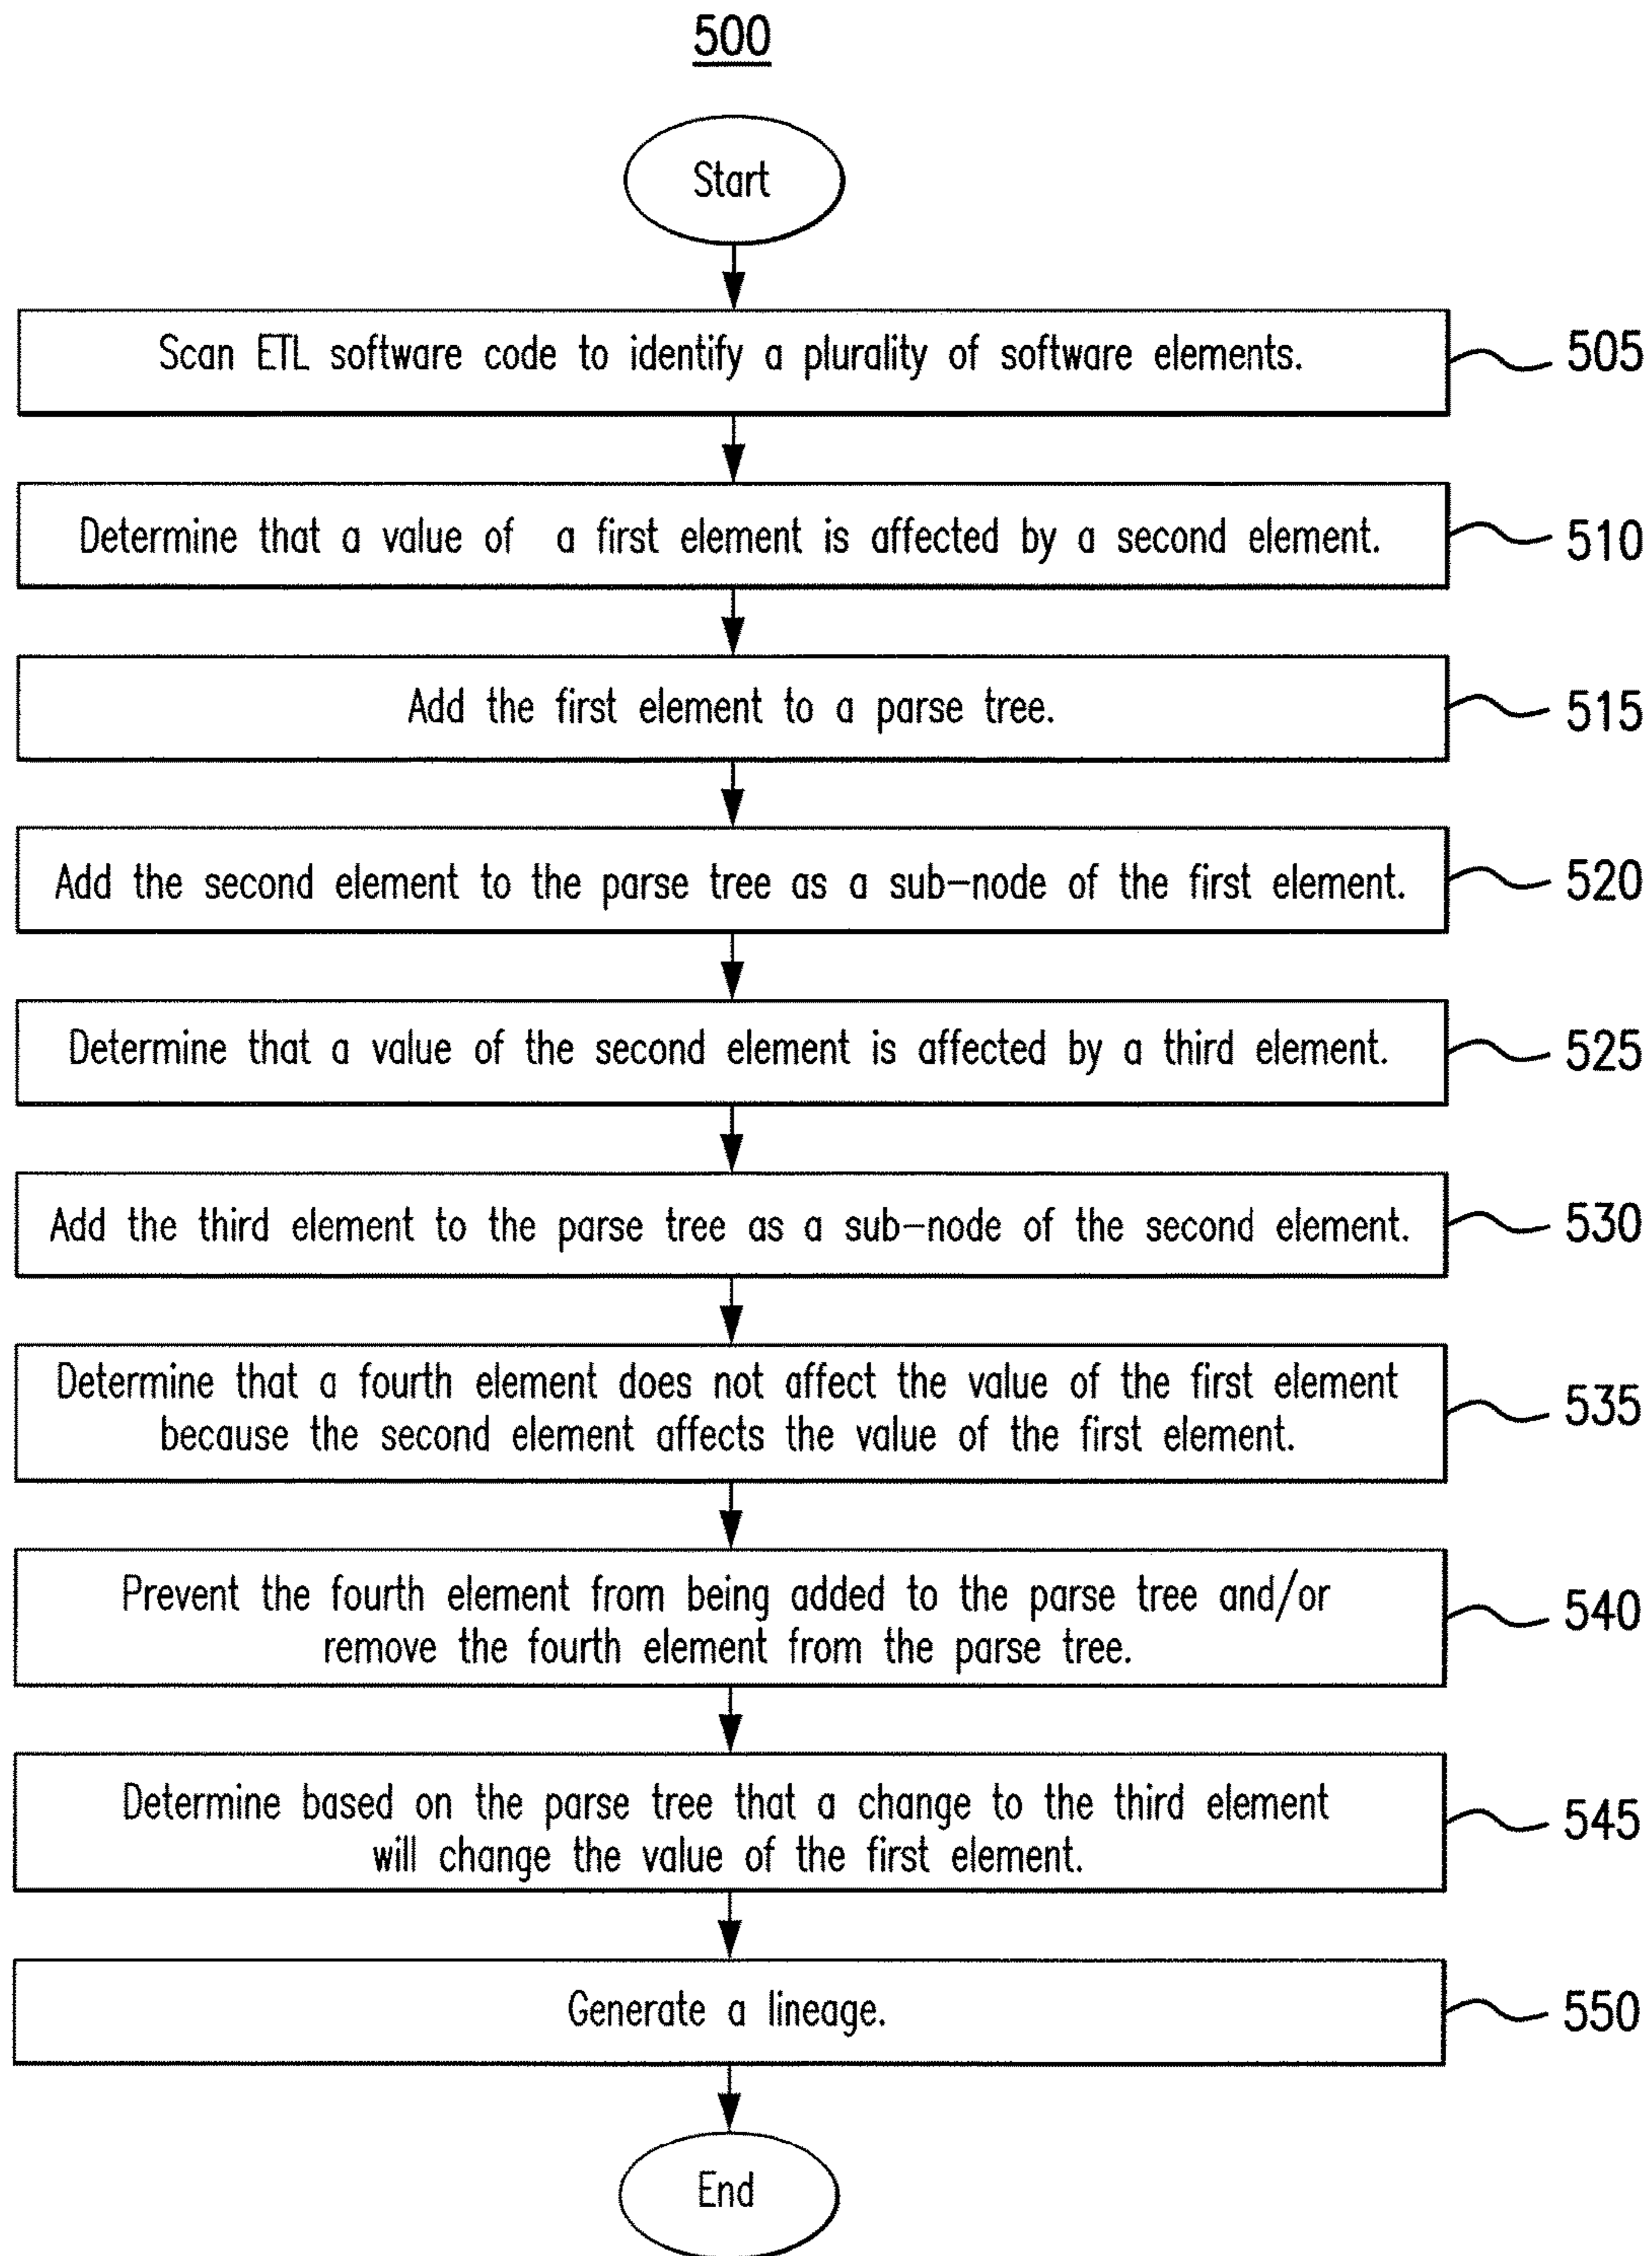 500
Start
Scan ETL software code to identify a plurality of software elements.
505
Determine that a value of a first element is affected by a second element.
510
Add the first element to a parse tree.
515
Add the second element to the parse tree as a sub-node of the first element.
520
Determine that a value of the second element is affected by a third element.
525
Add the third element to the parse tree as a sub-node of the second element.
530
Determine that a fourth element does not affect the value of the first element
because the second element affects the value of the first element.
535
Prevent the fourth element from being added to the parse tree and/or
remove the fourth element from the parse tree.
540
Determine based on the parse tree that a change to the third element
will change the value of the first element.
545
Generate a lineage.
550
End